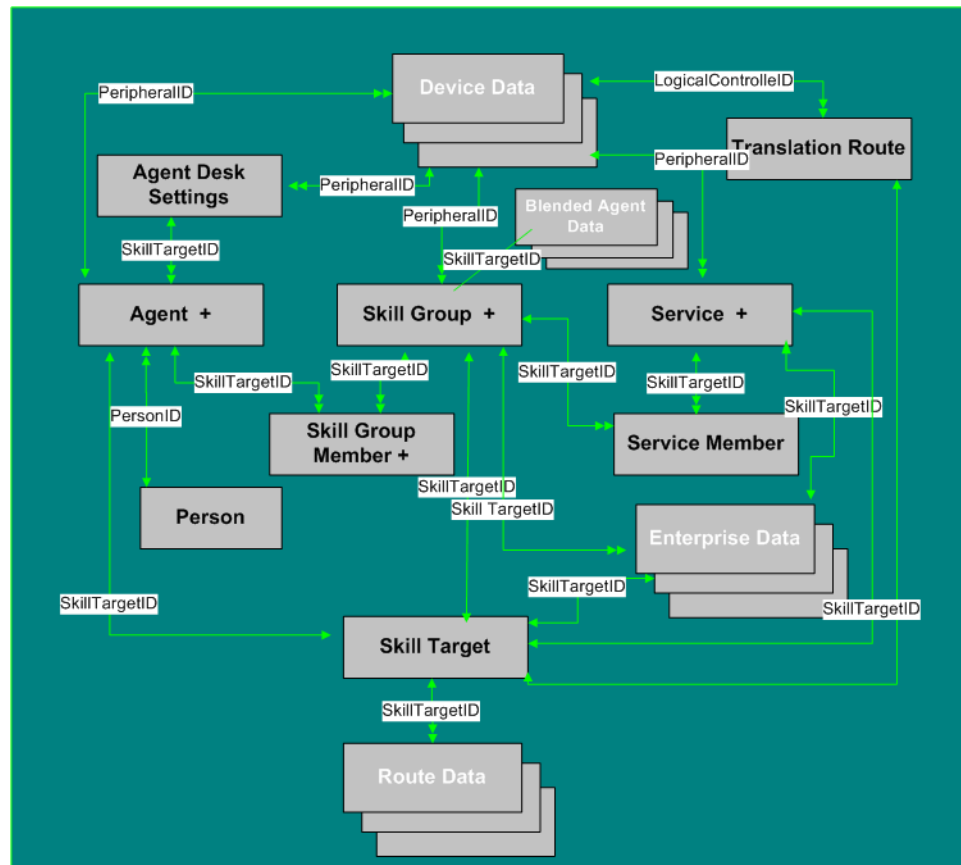 Device Data
LogicalControlleID
PeripheralID
Translation Route
PeripheralID
Agent Desk
Settings
PeripheralID
PeripheralID
Blended Agent
Data
SkillTargetID
SkillTargetID
Agent +
Skill Group +
Service +
SkillTargetID
SkillTargetID
SkillTargetID
SkillTargetID
SkillTargetID
PersonID
Skill Group
Member +
Service Member
SkillTargetID
Skill TargetID
Person
Enterprise Data
SkillTargetID
SkillTargetID
SkillTargetID
Skill Target
SkillTargetID
Route Data